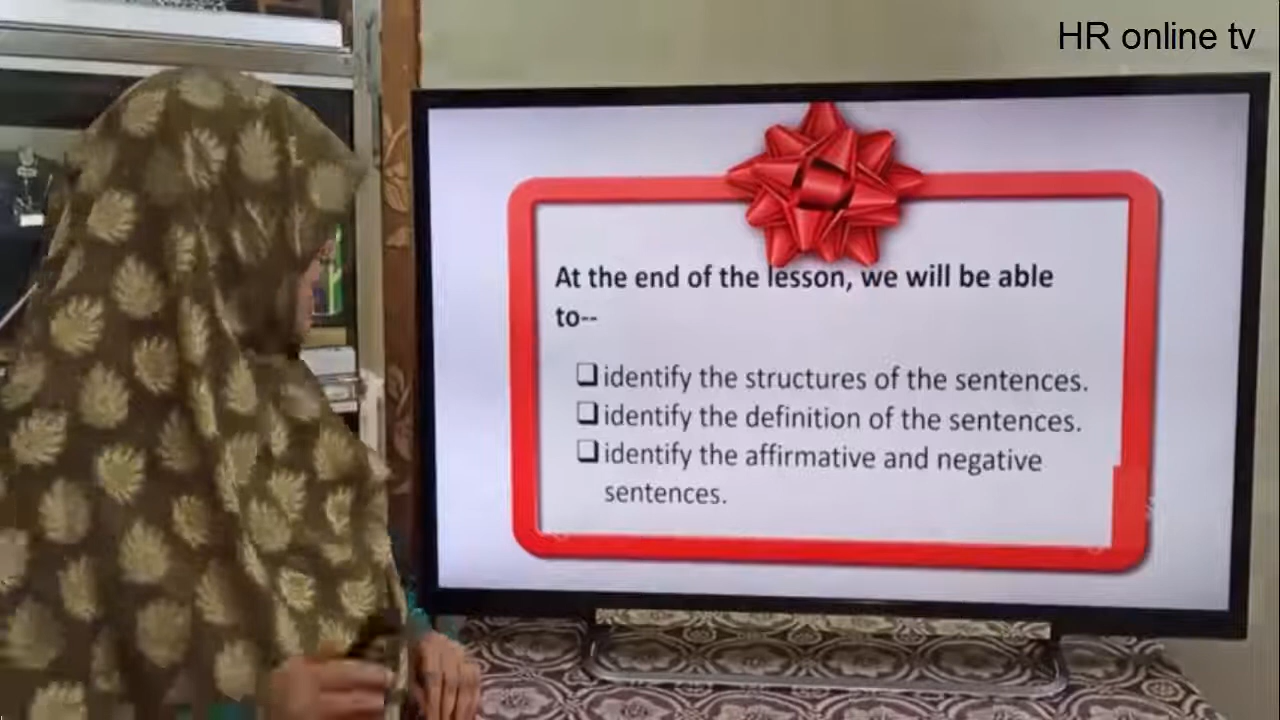 HR online tv
At the end of the lesson, we will be able
to--
❑ identify the structures of the sentences.
❑ identify the definition of the sentences.
❑ identify the affirmative and negative
sentences.